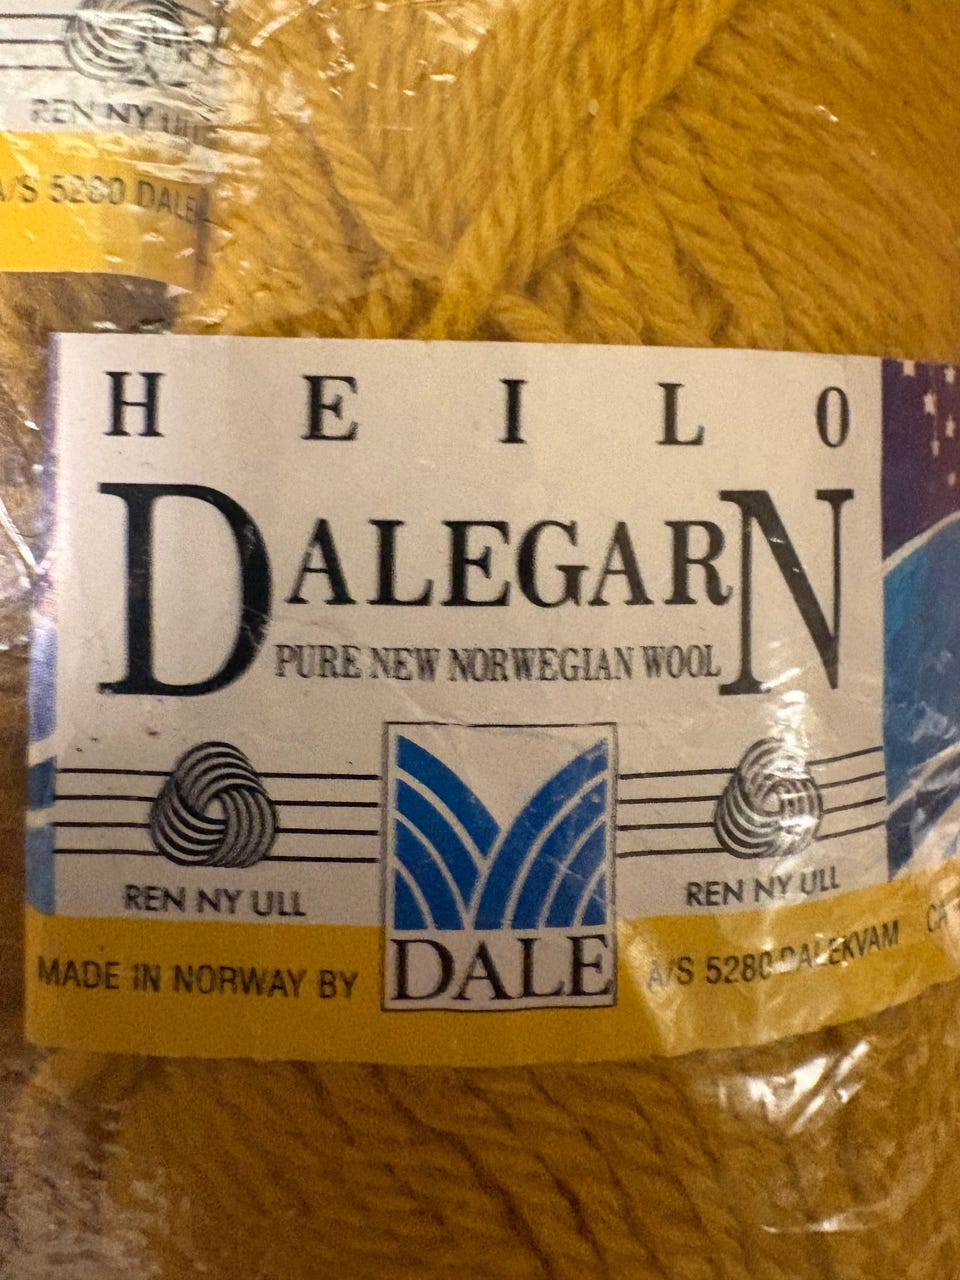 REN NY ULL
A/S 5280 DALE
HEILO
DALEGARN
PURE NEW NORWEGIAN WOOL
REN NY ULL
REN NY ULL
MADE IN NORWAY BY DALE A/S 5280 DALEKVAM